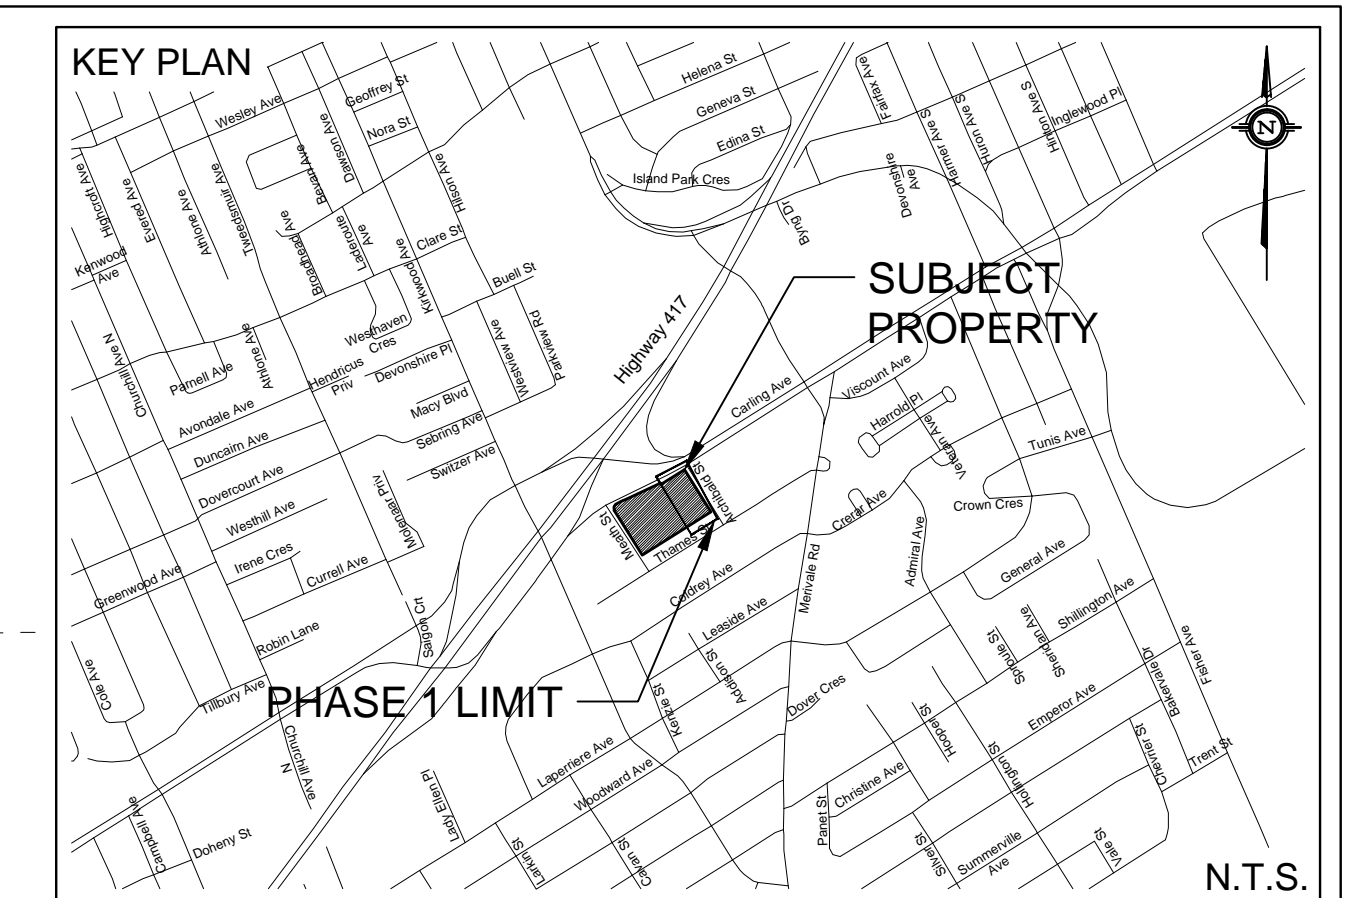 KEY PLAN
Helena St
Geneva St
Edina St
Island Park Cres
Fairfax Ave
Harmer Ave S
Huron Ave S
Hinton Ave S
Inglewood Pl
N
Wesley Ave
Geoffrey St
Nora St
Dawson Ave
Bevan Ave
Hilson Ave
Highcroft Ave
Evered Ave
Athlone Ave
Tweedsmuir Ave
Broadhead Ave
Laderoute
Ave
Kirkwood Ave
Clare St
Buell St
Kenwood
Ave
Byng Dr
Devonshire
Ave
SUBJECT
PROPERTY
Highway 417
Churchill Ave N
Athlone Ave
Parnell Ave
Westhaven
Cres
Hendricus
Priv
Devonshire Pl
Westview Ave
Parkview Rd
Macy Blvd
Sebring Ave
Switzer Ave
Avondale Ave
Duncairn Ave
Dovercourt Ave
Westhill Ave
Irene Cres
Currell Ave
Molenaar Priv
Greenwood Ave
Robin Lane
Saigon Crt
Cole Ave
Tillbury Ave
Carling Ave
Viscount Ave
Harrold Pl
Veteran Ave
Tunis Ave
Crown Cres
Archibald St
Meath St
Thames St
Crerar Ave
Admiral Ave
General Ave
Merivale Rd
Coldrey Ave
Leaside Ave
Addison St
Kenzie St
Dover Cres
Sproule St
Sheridan Ave
Shillington Ave
Bakervale Dr
Fisher Ave
PHASE 1 LIMIT
Churchill Ave
N
Laperriere Ave
Woodward Ave
Hooper St
Hollington St
Emperor Ave
Chevrier St
Trent St
Christine Ave
Panet St
Campbell Ave
Doheny St
Lady Ellen Pl
Larkin St
Cavan St
Silver St
Summerville
Ave
Vale St
N.T.S.